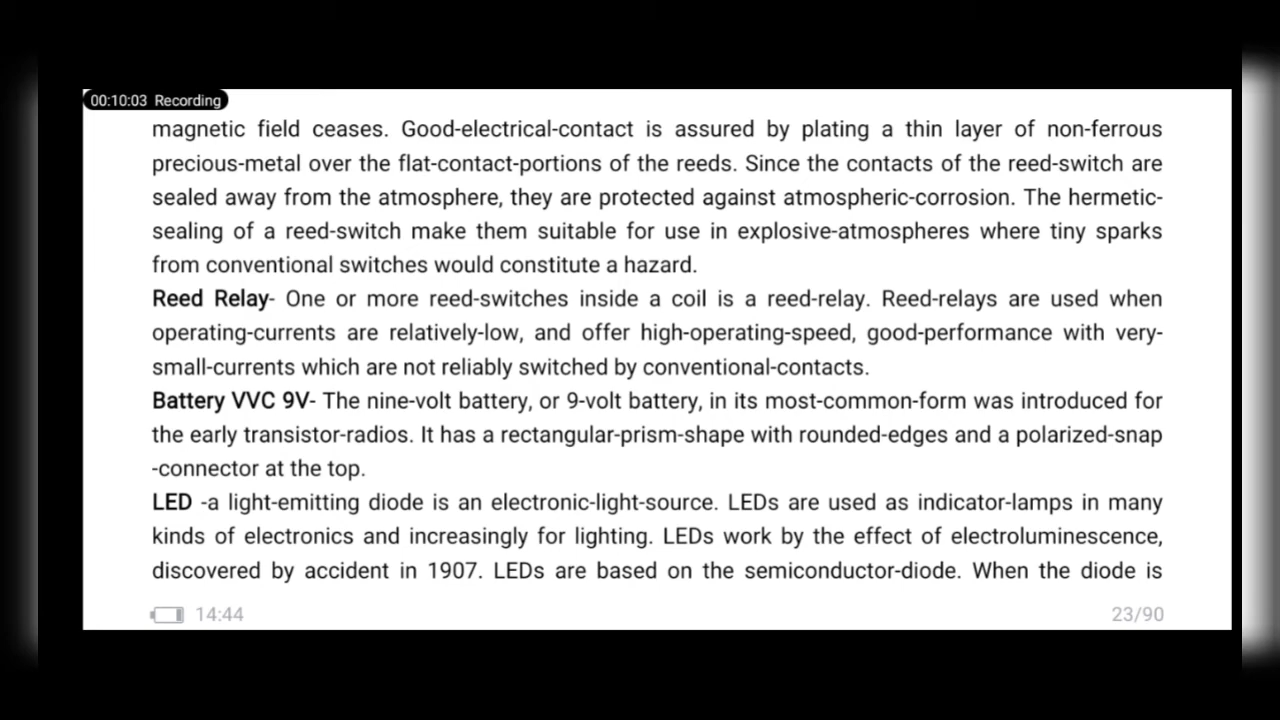 00:10:03 Recording
magnetic field ceases. Good-electrical-contact is assured by plating a thin layer of non-ferrous
precious-metal over the flat-contact-portions of the reeds. Since the contacts of the reed-switch are
sealed away from the atmosphere, they are protected against atmospheric-corrosion. The hermetic-
sealing of a reed-switch make them suitable for use in explosive-atmospheres where tiny sparks
from conventional switches would constitute a hazard.
Reed Relay- One or more reed-switches inside a coil is a reed-relay. Reed-relays are used when
operating-currents are relatively-low, and offer high-operating-speed, good-performance with very-
small-currents which are not reliably switched by conventional-contacts.
Battery VVC 9V- The nine-volt battery, or 9-volt battery, in its most-common-form was introduced for
the early transistor-radios. It has a rectangular-prism-shape with rounded-edges and a polarized-snap
-connector at the top.
LED -a light-emitting diode is an electronic-light-source. LEDs are used as indicator-lamps in many
kinds of electronics and increasingly for lighting. LEDs work by the effect of electroluminescence,
discovered by accident in 1907. LEDs are based on the semiconductor-diode. When the diode is
14:44
23/90